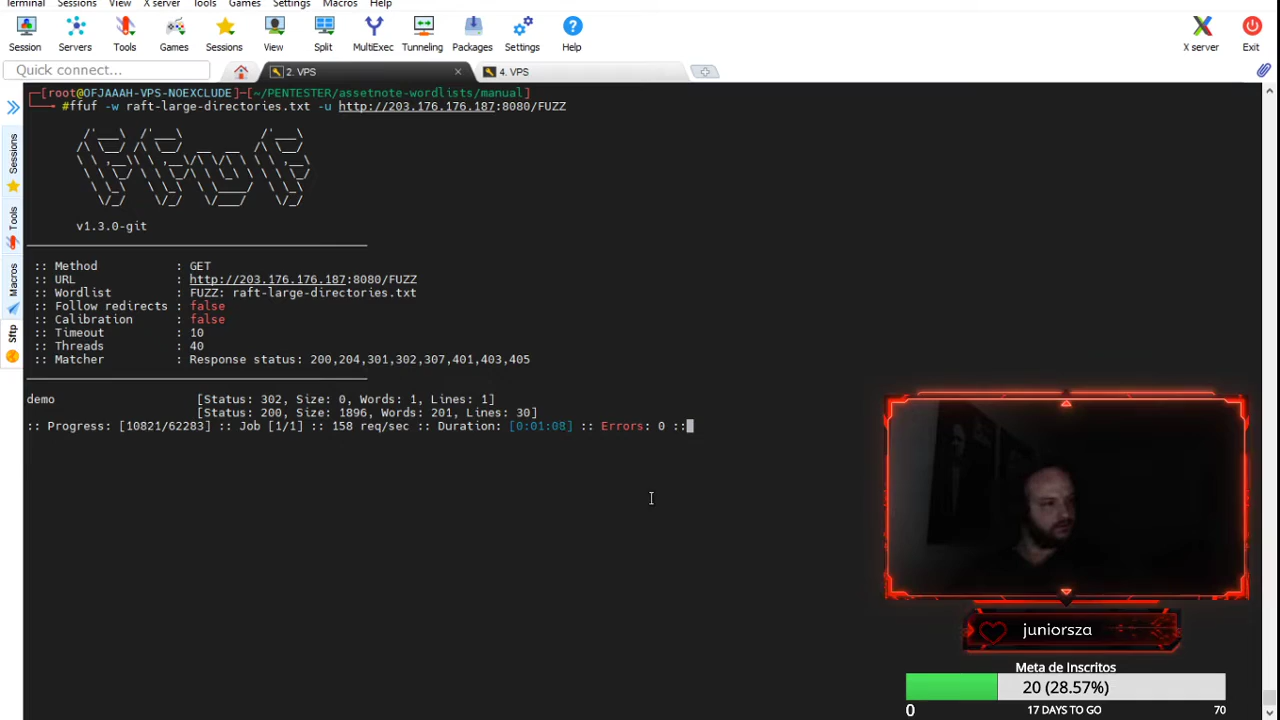 Terminal Sessions View X server Tools Games Settings Macros Help
Session Servers Tools Games Sessions View Split MultiExec Tunneling Packages Settings Help X server Exit
Quick connect... 2. VPS 4. VPS
Sessions
Tools
Macros
Sftp
[root@OFJAAAH-VPS-NOEXCLUDE]-[~/PENTESTER/assetnote-wordlists/manual]
#ffuf -w raft-large-directories.txt -u http://203.176.176.187:8080/FUZZ
v1.3.0-git
:: Method : GET
:: URL : http://203.176.176.187:8080/FUZZ
:: Wordlist : FUZZ: raft-large-directories.txt
:: Follow redirects : false
:: Calibration : false
:: Timeout : 10
:: Threads : 40
:: Matcher : Response status: 200,204,301,302,307,401,403,405
demo [Status: 302, Size: 0, Words: 1, Lines: 1]
[Status: 200, Size: 1896, Words: 201, Lines: 30]
:: Progress: [10821/62283] :: Job [1/1] :: 158 req/sec :: Duration: [0:01:08] :: Errors: 0 ::
juniorsza
Meta de Inscritos
20 (28.57%)
0 17 DAYS TO GO 70